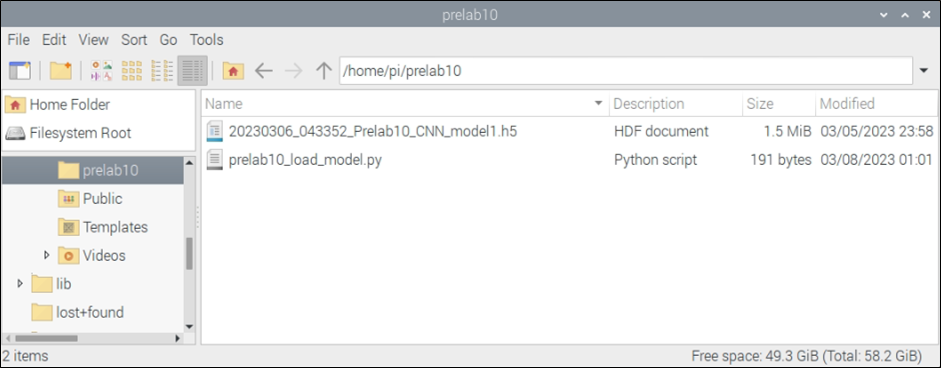 prelab10
File Edit View Sort Go Tools
/home/pi/prelab10
Home Folder
Filesystem Root
prelab10
Public
Templates
Videos
lib
lost+found
Name Description Size Modified
20230306_043352_Prelab10_CNN_model1.h5 HDF document 1.5 MiB 03/05/2023 23:58
prelab10_load_model.py Python script 191 bytes 03/08/2023 01:01
2 items Free space: 49.3 GiB (Total: 58.2 GiB)